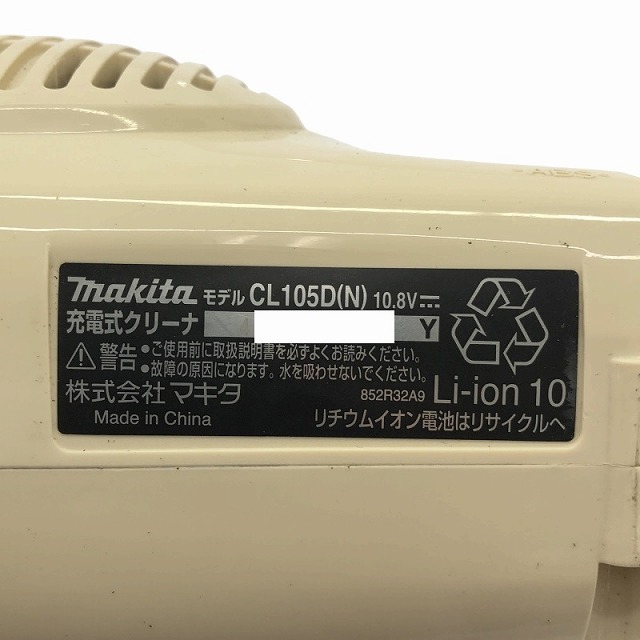 makita モデル CL105D(N) 10.8V
充電式クリーナ Y
警告 ●ご使用前に取扱説明書を必ずよくお読みください。
●故障の原因になります。水を吸わせないでください。
株式会社 マキタ 852R32A9 Li-ion 10
Made in China リチウムイオン電池はリサイクルへ